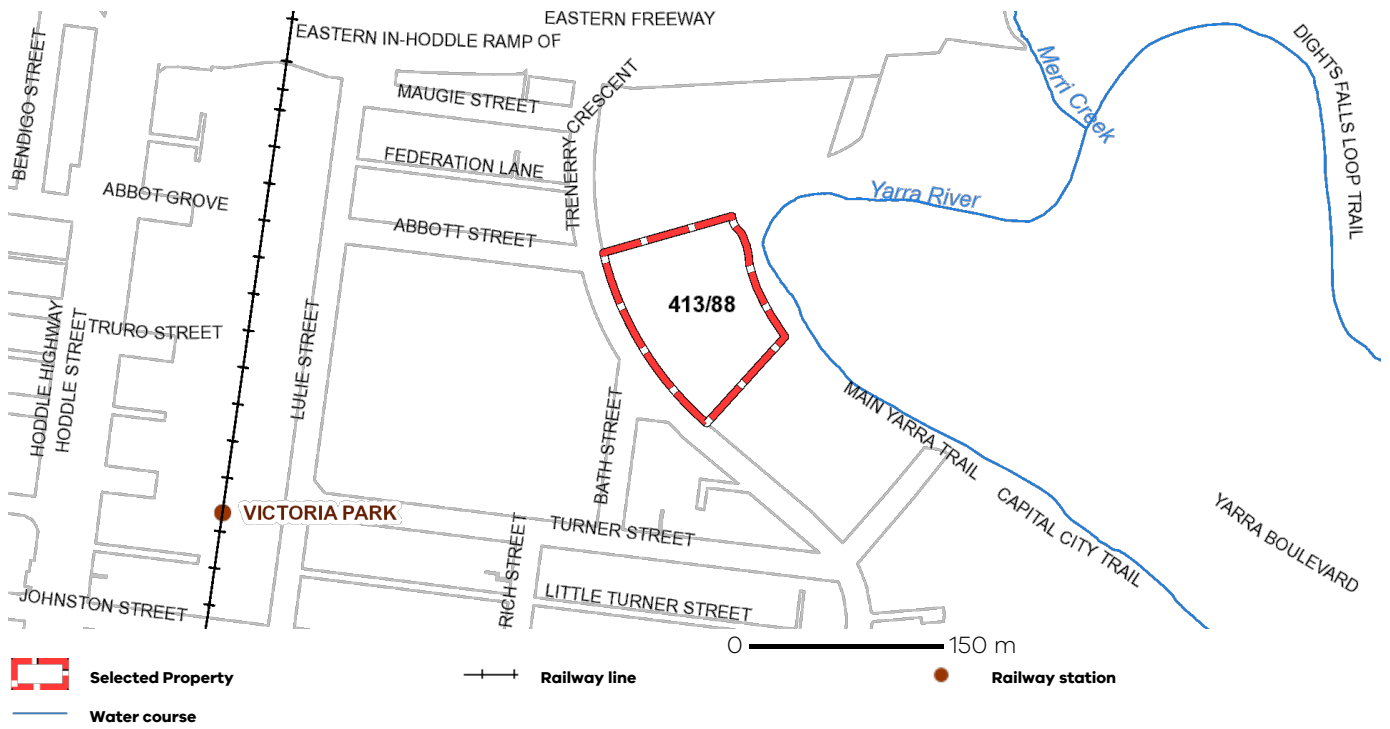 EASTERN FREEWAY
EASTERN IN-HODDLE RAMP OF
BENDIGO STREET
MAUGIE STREET
TRENERRY CRESCENT
Merri Creek
DIGHTS FALLS LOOP TRAIL
FEDERATION LANE
ABBOT GROVE
Yarra River
ABBOTT STREET
413/88
HODDLE HIGHWAY
HODDLE STREET
TRURO STREET
LULIE STREET
BATH STREET
MAIN YARRA TRAIL
VICTORIA PARK
CAPITAL CITY TRAIL
YARRA BOULEVARD
TURNER STREET
RICH STREET
JOHNSTON STREET
LITTLE TURNER STREET
0 150 m
Selected Property
Railway line
Railway station
Water course